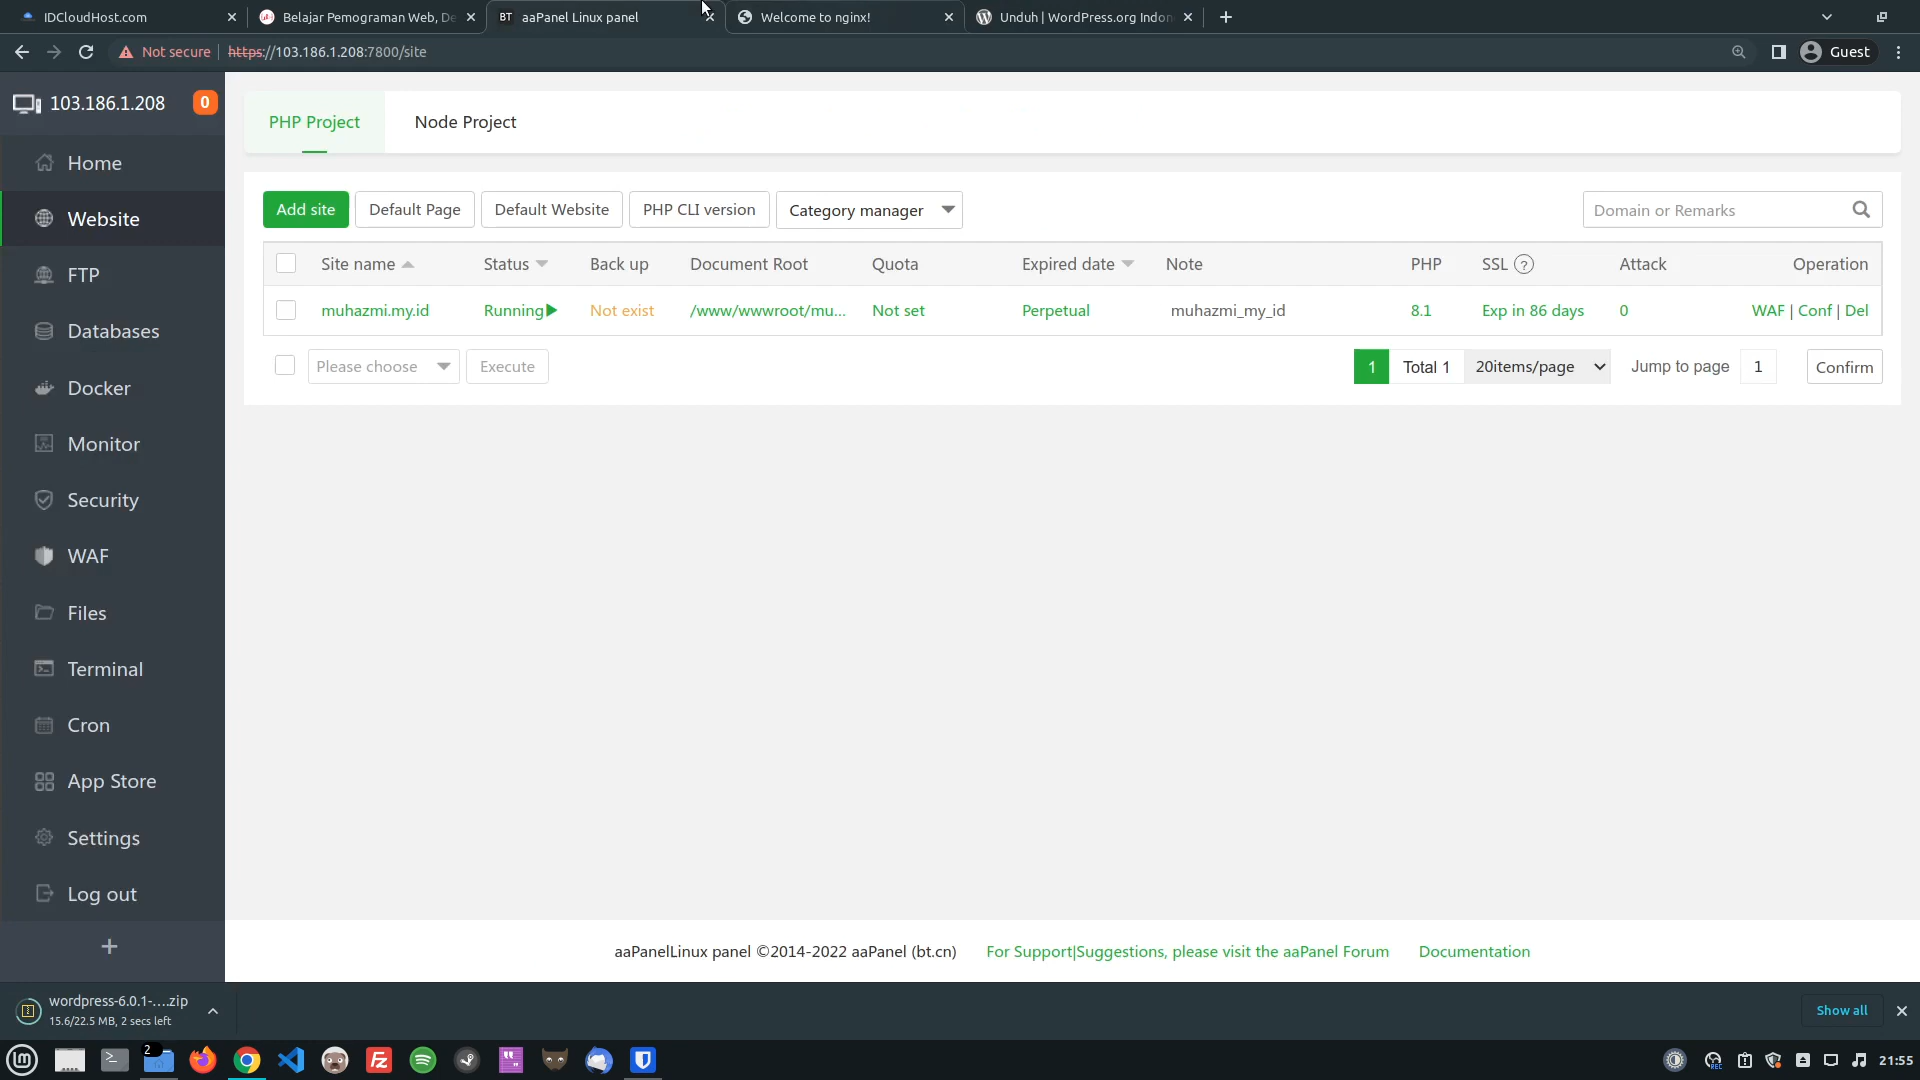 IDCloudHost.com
Belajar Pemograman Web, De
BT aaPanel Linux panel
Welcome to nginx!
Unduh | WordPress.org Indon
Not secure
https://103.186.1.208:7800/site
Guest
103.186.1.208
0
Home
Website
FTP
Databases
Docker
Monitor
Security
WAF
Files
Terminal
Cron
App Store
Settings
Log out
+
PHP Project
Node Project
Add site
Default Page
Default Website
PHP CLI version
Category manager
Domain or Remarks
Site name Status Back up Document Root Quota Expired date Note PHP SSL ? Attack Operation
muhazmi.my.id Running Not exist /www/wwwroot/mu... Not set Perpetual muhazmi_my_id 8.1 Exp in 86 days 0 WAF | Conf | Del
Please choose
Execute
1
Total 1
20items/page
Jump to page
1
Confirm
aaPanelLinux panel ©2014-2022 aaPanel (bt.cn)
For Support|Suggestions, please visit the aaPanel Forum
Documentation
wordpress-6.0.1-....zip
15.6/22.5 MB, 2 secs left
Show all
2
REC
21:55